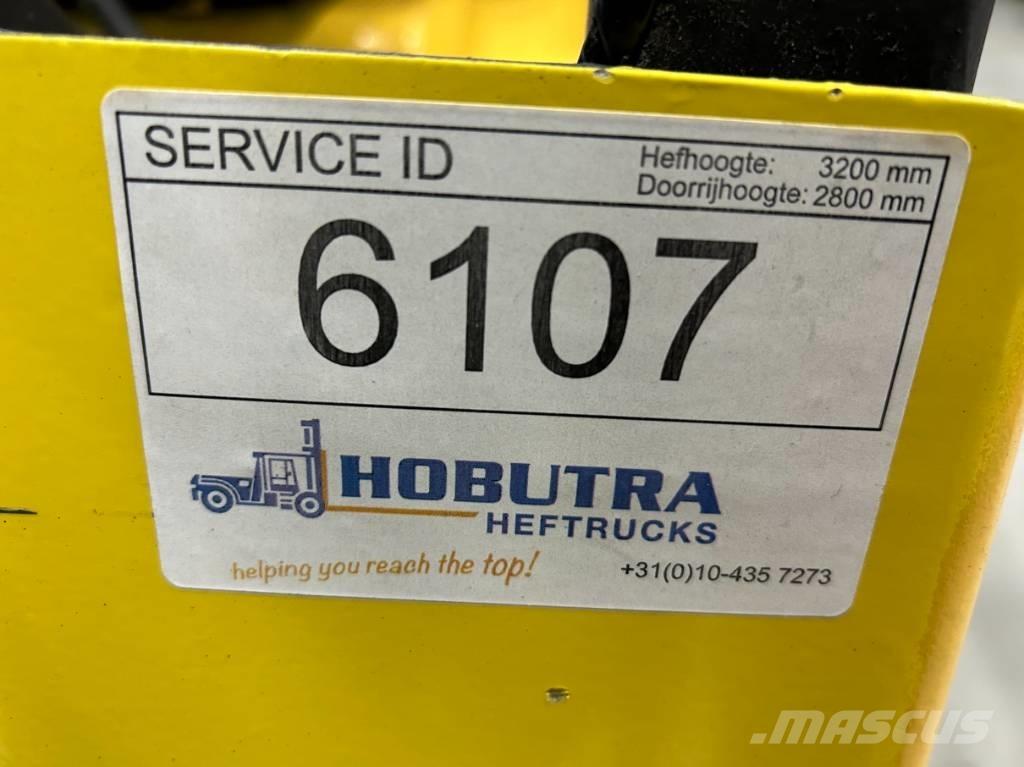 SERVICE ID
Hefhoogte: 3200 mm
Doorrijhoogte: 2800 mm
6107
HOBUTRA
HEFTRUCKS
helping you reach the top!
+31(0)10-435 7273
MASCUS